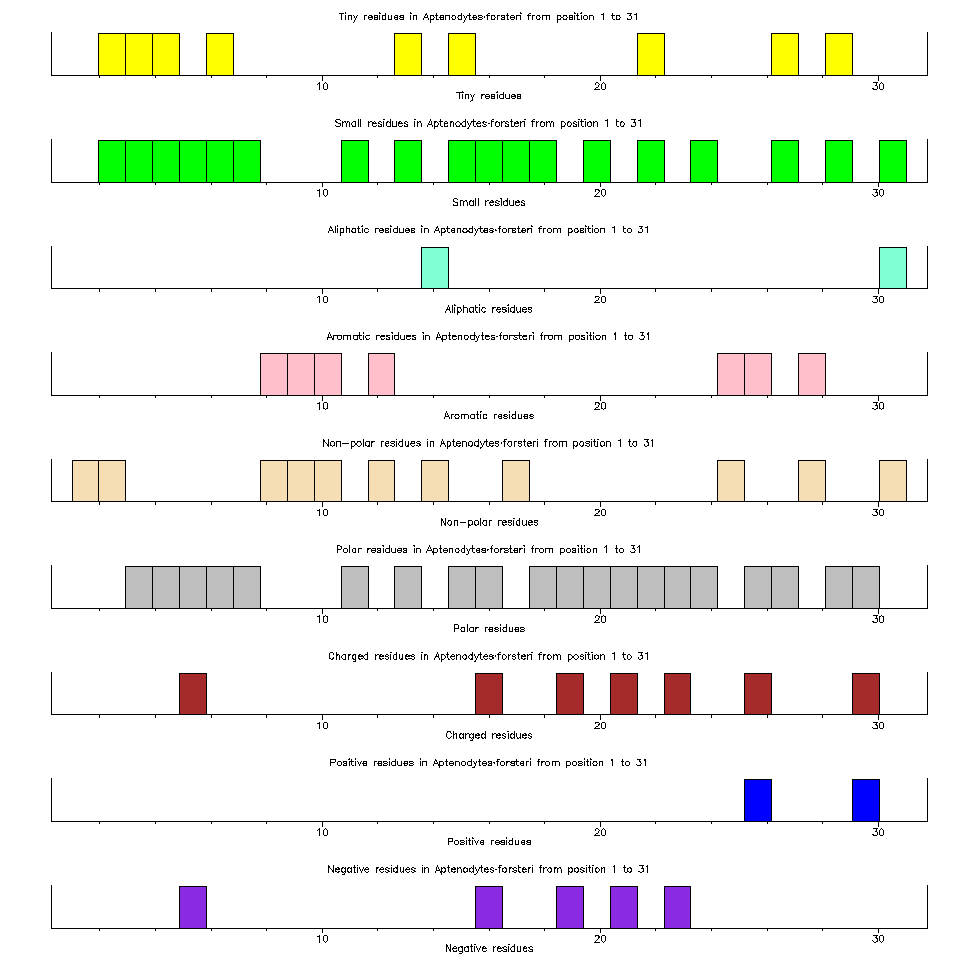 Tiny residues in Aptenodytes-forsteri from position 1 to 31
10 20 30
Tiny residues
Small residues in Aptenodytes-forsteri from position 1 to 31
10 20 30
Small residues
Aliphatic residues in Aptenodytes-forsteri from position 1 to 31
10 20 30
Aliphatic residues
Aromatic residues in Aptenodytes-forsteri from position 1 to 31
10 20 30
Aromatic residues
Non-polar residues in Aptenodytes-forsteri from position 1 to 31
10 20 30
Non-polar residues
Polar residues in Aptenodytes-forsteri from position 1 to 31
10 20 30
Polar residues
Charged residues in Aptenodytes-forsteri from position 1 to 31
10 20 30
Charged residues
Positive residues in Aptenodytes-forsteri from position 1 to 31
10 20 30
Positive residues
Negative residues in Aptenodytes-forsteri from position 1 to 31
10 20 30
Negative residues